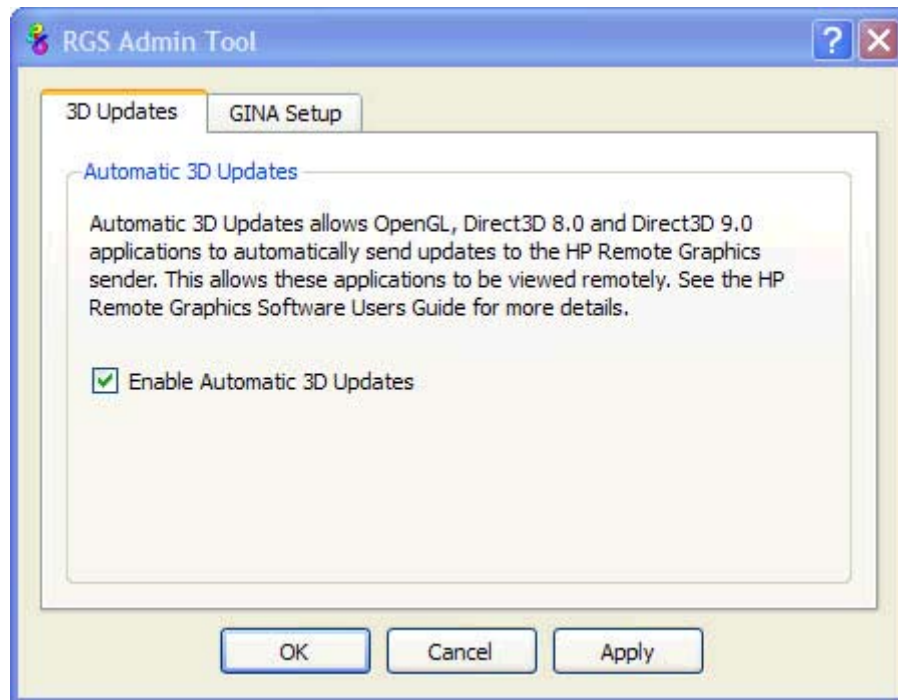 RGS Admin Tool
3D Updates
GINA Setup
Automatic 3D Updates
Automatic 3D Updates allows OpenGL, Direct3D 8.0 and Direct3D 9.0
applications to automatically send updates to the HP Remote Graphics
sender. This allows these applications to be viewed remotely. See the HP
Remote Graphics Software Users Guide for more details.
Enable Automatic 3D Updates
OK
Cancel
Apply